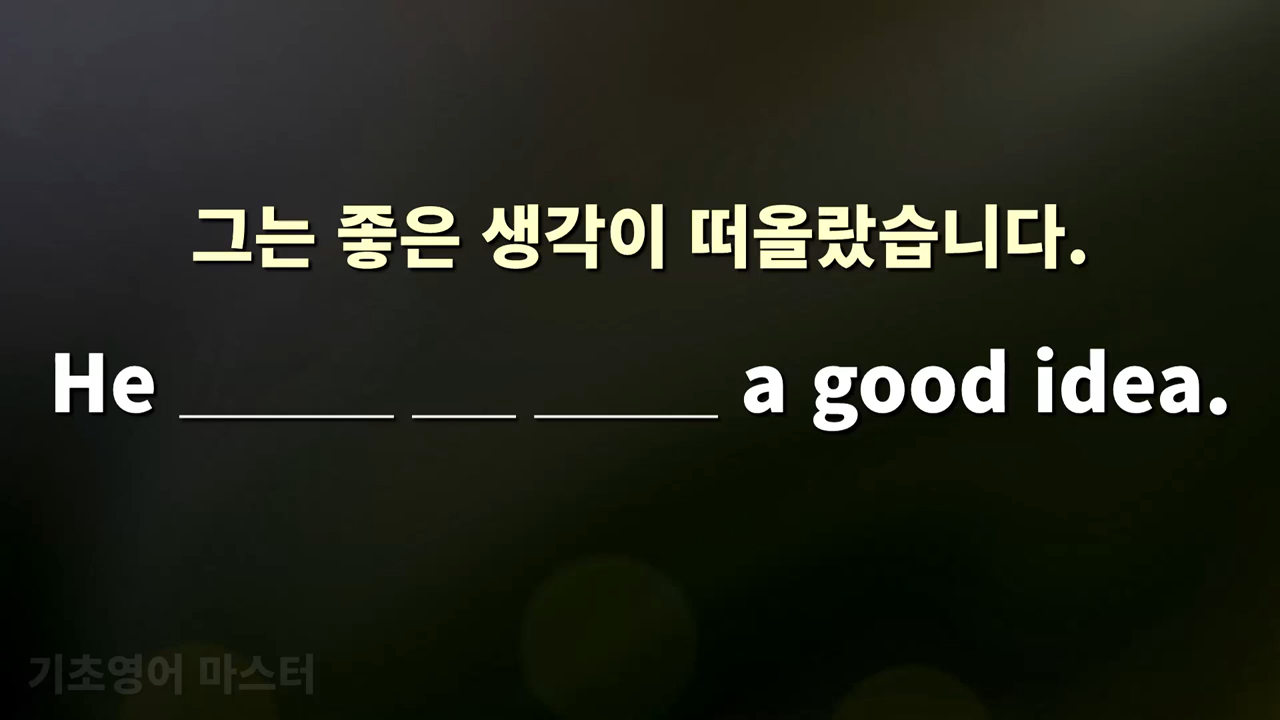 그는 좋은 생각이 떠올랐습니다.
He ______ ___ _____ a good idea.
기초영어 마스터